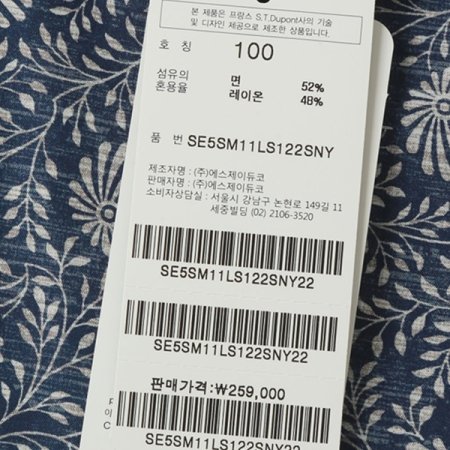 본 제품은 프랑스 S.T.Dupont사의 기술
및 디자인 제공으로 제조한 상품입니다.
호 칭 100
섬유의 면 52%
혼용율 레이온 48%
품 번 SE5SM11LS122SNY
제조자명 : (주)에스제이듀코
판매자명 : (주)에스제이듀코
소비자상담실 : 서울시 강남구 논현로 149길 11
세중빌딩 (02) 2106-3520
SE5SM11LS122SNY22
SE5SM11LS122SNY22
판매가격:₩259,000
SE5SM11LS122SNY22